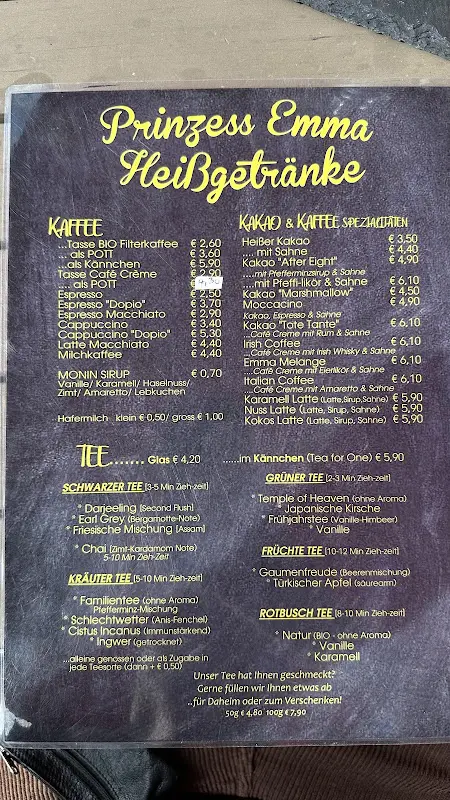 Prinzess Emma
Heißgetränke
KAFFEE
...Tasse BIO Filterkaffee € 2,60
... als POTT € 3,60
...als Kännchen € 5,90
Tasse Café Crème € 2,90
.... als POTT 4,30
Espresso € 2,50
Espresso "Dopio" € 3,70
Espresso Macchiato € 2,90
Cappuccino € 3,40
Cappuccino "Dopio" € 5,30
Latte Macchiato € 4,40
Milchkaffee € 4,40
MONIN SIRUP € 0,70
Vanille/ Karamell/ Haselnuss/
Zimt/ Amaretto/ Lebkuchen
Hafermilch klein € 0,50/ gross € 1,00
KAKAO & KAFFEE SPEZIALITÄTEN
Heißer Kakao € 3,50
.... mit Sahne € 4,40
Kakao "After Eight" € 4,90
....mit Pfefferminzsirup & Sahne
....mit Pfeffi-likör & Sahne € 6,10
Kakao "Marshmallow" € 4,50
Moccacino € 4,90
Kakao, Espresso & Sahne
Kakao "Tote Tante" € 6,10
...Café Creme mit Rum & Sahne
Irish Coffee € 6,10
...Café Creme mit Irish Whisky & Sahne
Emma Melange € 6,10
....Café Creme mit Eierlikör & Sahne
Italian Coffee € 6,10
...Café Creme mit Amaretto & Sahne
Karamell Latte (Latte,Sirup,Sahne) € 5,90
Nuss Latte (Latte, Sirup, Sahne) € 5,90
Kokos Latte (Latte, Sirup, Sahne) € 5,90
TEE....... Glas € 4,20 ......im Kännchen (Tea for One) € 5,90
SCHWARZER TEE [3-5 Min Zieh-zeit]
* Darjeeling [Second Flush]
* Earl Grey (Bergamotte-Note)
* Friesische Mischung [Assam]
* Chai (Zimt-Kardamom Note)
5-10 Min Zieh-Zeit
KRÄUTER TEE [5-10 Min Zieh-zeit]
* Familientee (ohne Aroma)
Pfefferminz-Mischung
* Schlechtwetter (Anis-Fenchel)
* Cistus Incanus (Immunstärkend)
* Ingwer (getrocknet)
...alleine genossen oder als Zugabe in
jede Teesorte (dann + € 0,50)
GRÜNER TEE [2-3 Min Zieh-zeit]
* Temple of Heaven (ohne Aroma)
* Japanische Kirsche
* Frühjahrstee (Vanille-Himbeer)
* Vanille
FRÜCHTE TEE [10-12 Min Zieh-zeit]
* Gaumenfreude (Beerenmischung)
* Türkischer Apfel (säurearm)
ROTBUSCH TEE [8-10 Min Zieh-zeit]
* Natur (BIO - ohne Aroma)
* Vanille
* Karamell
Unser Tee hat Ihnen geschmeckt?
Gerne füllen wir Ihnen etwas ab
..für Daheim oder zum Verschenken!
50g € 4,80 100g € 7,90